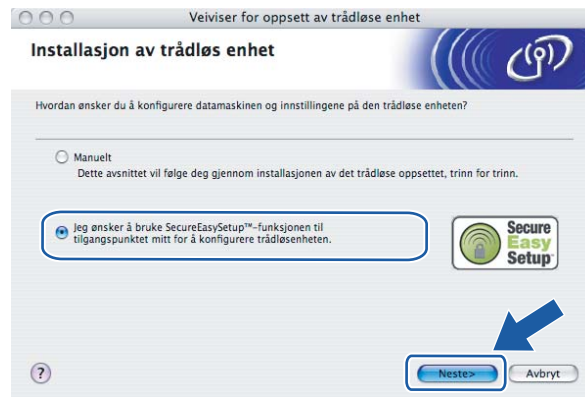 Veiviser for oppsett av trådløse enhet
Installasjon av trådløs enhet
Hvordan ønsker du å konfigurere datamaskinen og innstillingene på den trådløse enheten?
Manuelt
Dette avsnittet vil følge deg gjennom installasjonen av det trådløse oppsettet, trinn for trinn.
Jeg ønsker å bruke SecureEasySetup™-funksjonen til
tilgangspunktet mitt for å konfigurere trådløsenheten.
Secure
Easy
Setup
?
Neste>
Avbryt